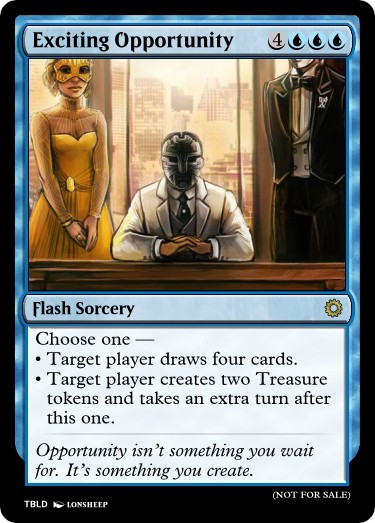 Exciting Opportunity 4
Flash Sorcery
Choose one —
• Target player draws four cards.
• Target player creates two Treasure
tokens and takes an extra turn after
this one.
Opportunity isn't something you wait
for. It's something you create.
(NOT FOR SALE)
TBLD LONSHEEP